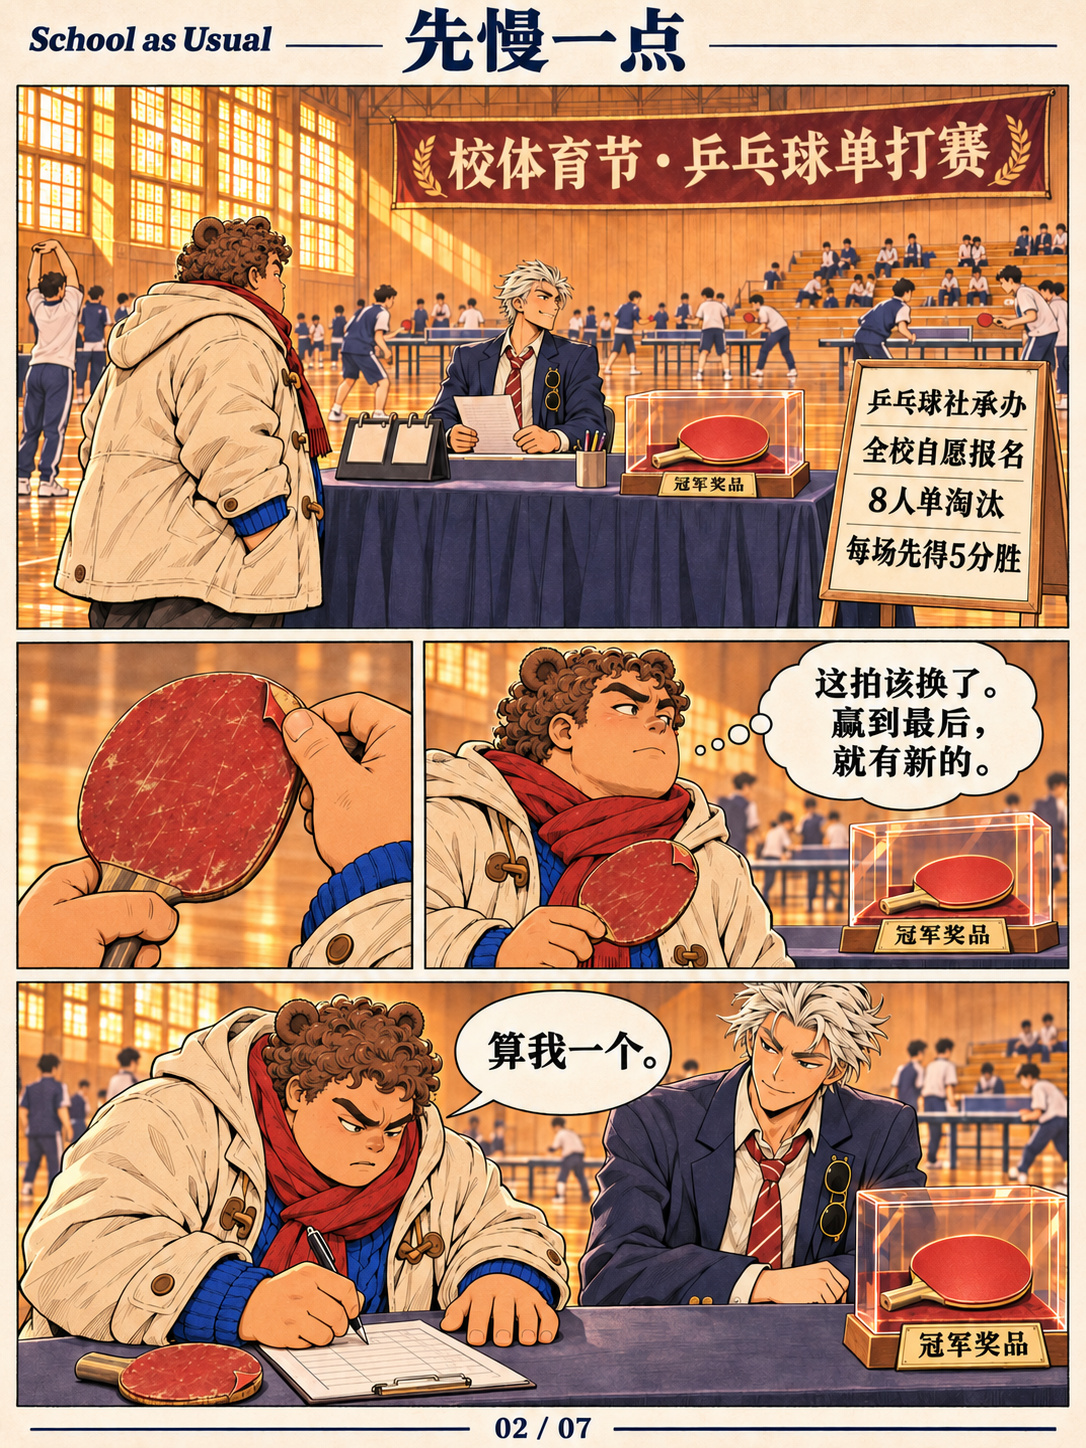 School as Usual
先慢一点
校体育节·乒乓球单打赛
冠军奖品
乒乓球社承办
全校自愿报名
8人单淘汰
每场先得5分胜
这拍该换了。
赢到最后，
就有新的。
冠军奖品
算我一个。
冠军奖品
02 / 07